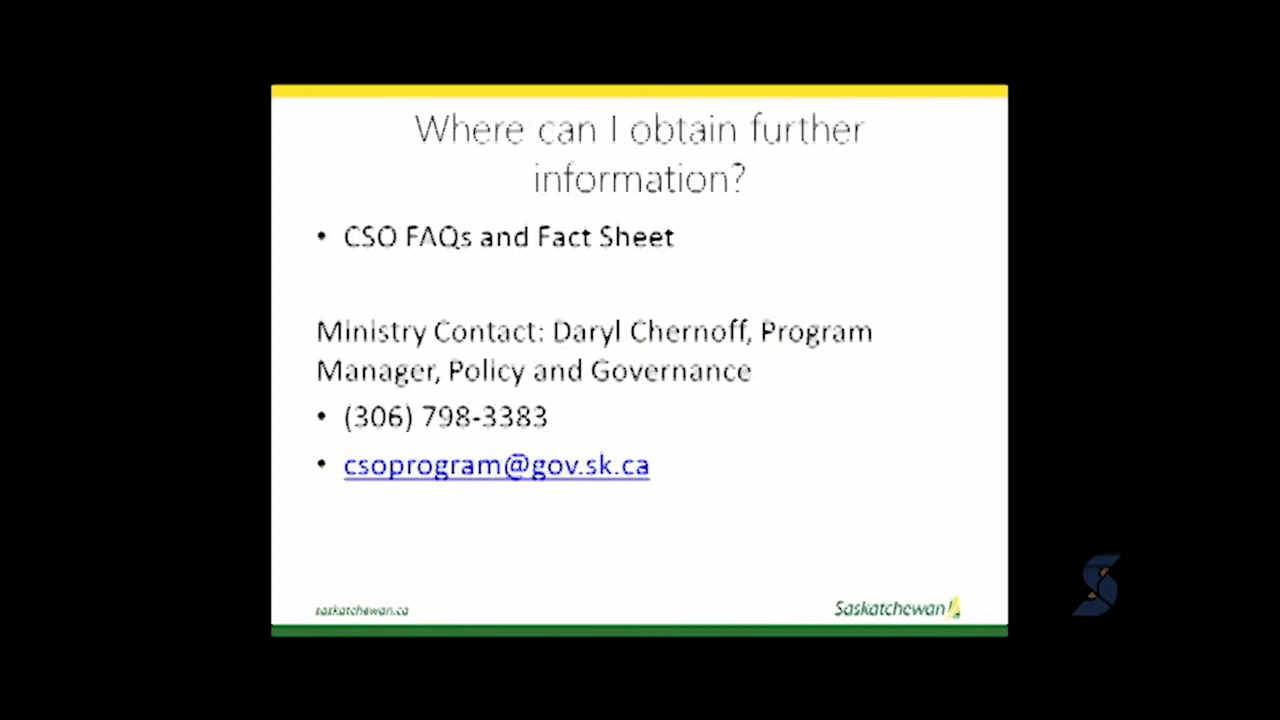 Where can I obtain further
information?
• CSO FAQs and Fact Sheet
Ministry Contact: Daryl Chernoff, Program
Manager, Policy and Governance
• (306) 798-3383
• csoprogram@gov.sk.ca
saskatchewan.ca
Saskatchewan